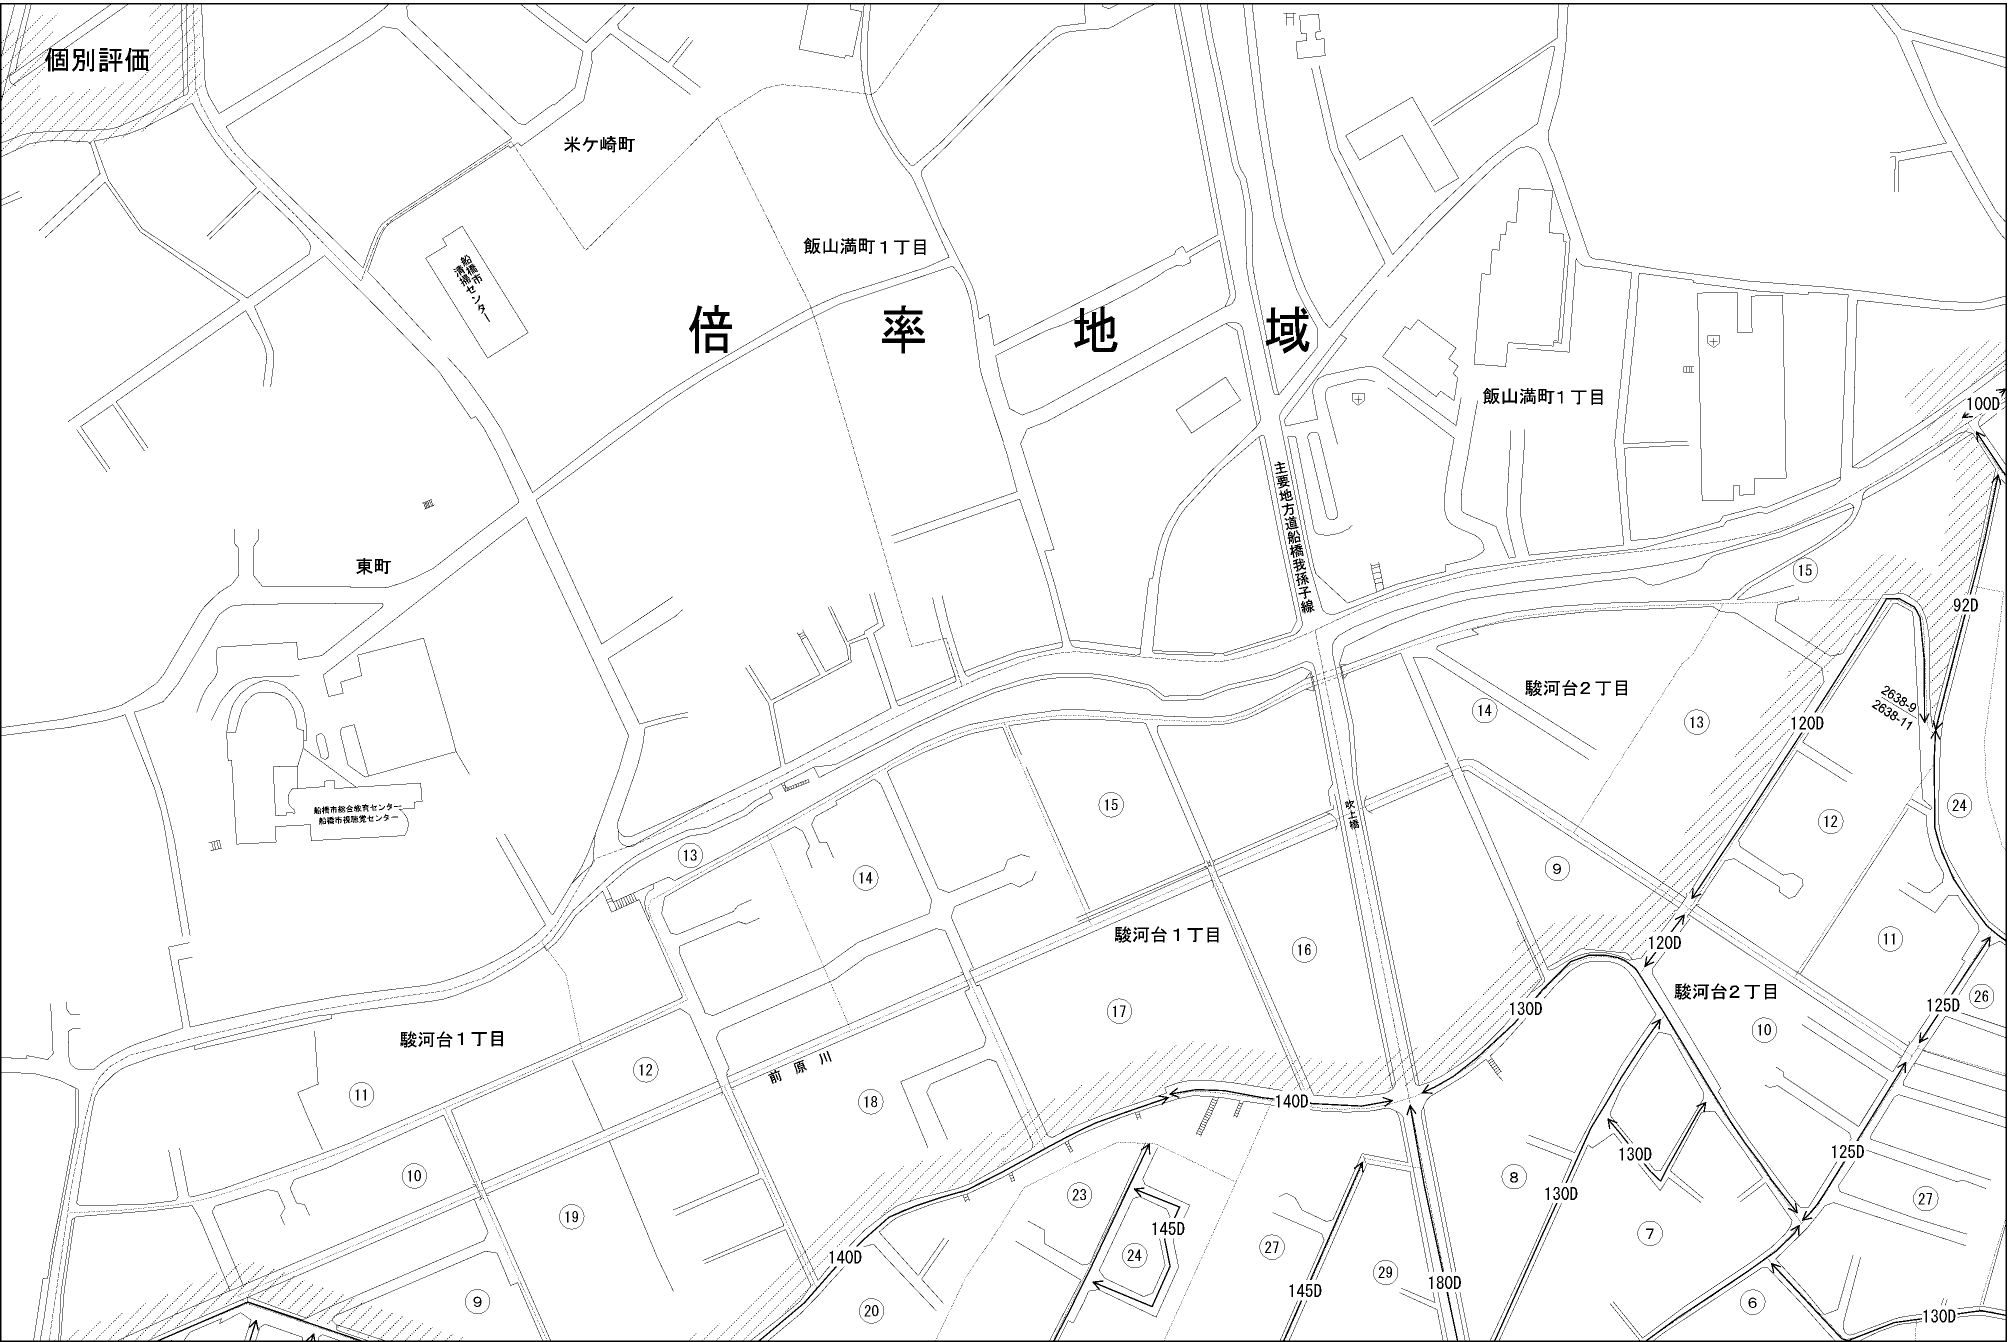 個別評価
米ケ崎町
飯山満町１丁目
船橋市
清掃センター
倍率地域
飯山満町１丁目
100D
主要地方道船橋我孫子線
東町
15
92D
駿河台２丁目
2638-9
2638-11
14
13
120D
船橋市総合教育センター
船橋市視聴覚センター
吹上橋
15
12
24
13
14
9
駿河台１丁目
16
120D
11
駿河台２丁目
26
125D
130D
17
10
駿河台１丁目
12
前原川
11
18
140D
10
23
8
130D
125D
130D
27
19
145D
7
140D
24
27
29
180D
145D
9
20
6
130D